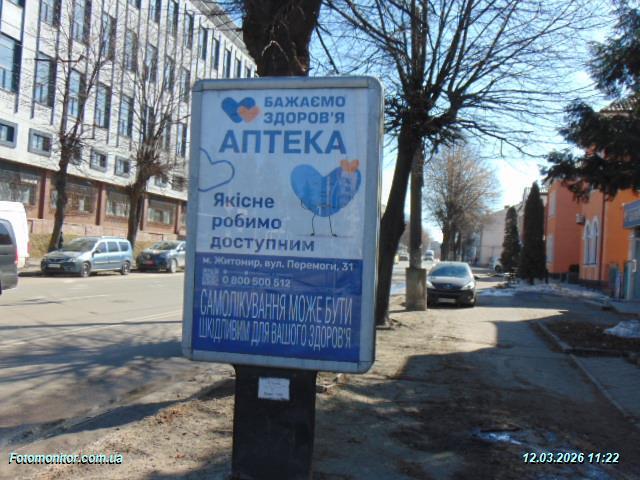 БАЖАЄМО
ЗДОРОВ'Я
АПТЕКА
Якісне
робимо
доступним
м. Житомир, вул. Перемоги, 31
0 800 500 512
САМОЛІКУВАННЯ МОЖЕ БУТИ
ШКІДЛИВИМ ДЛЯ ВАШОГО ЗДОРОВ'Я
Fotomonitor.com.ua
12.03.2026 11:22